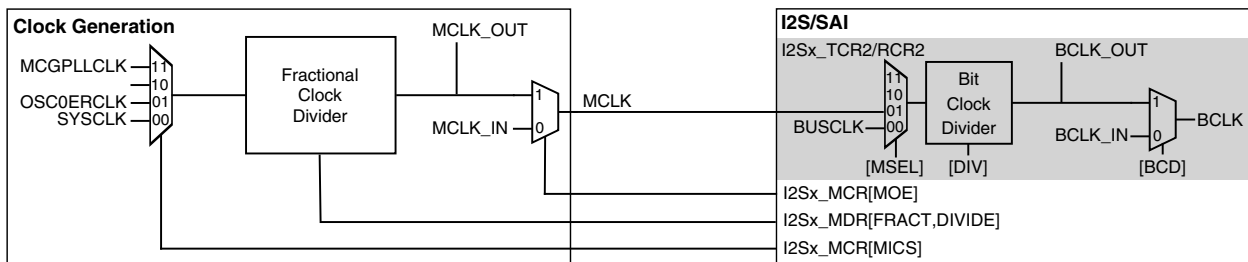 Clock Generation
MCGPLLCLK
11
10
OSC0ERCLK
01
SYSCLK
00
Fractional
Clock
Divider
MCLK_OUT
MCLK_IN
1
0
MCLK
I2S/SAI
I2Sx_TCR2/RCR2
11
10
01
BUSCLK
00
[MSEL]
Bit
Clock
Divider
[DIV]
BCLK_OUT
BCLK_IN
1
0
[BCD]
BCLK
I2Sx_MCR[MOE]
I2Sx_MDR[FRACT,DIVIDE]
I2Sx_MCR[MICS]